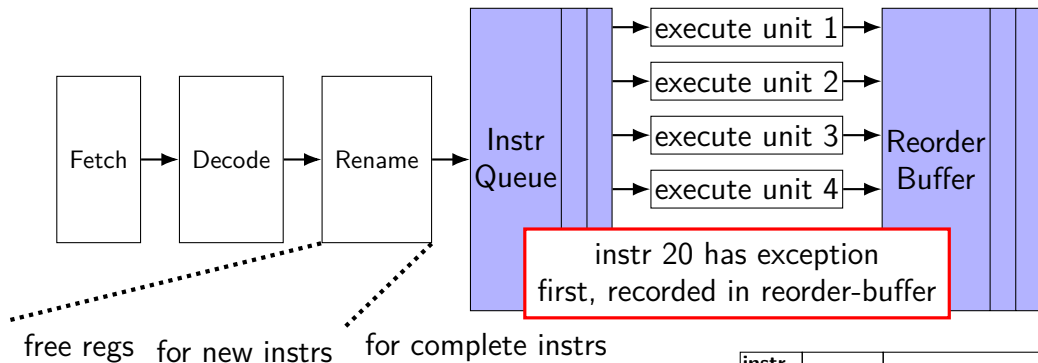 Fetch
Decode
Rename
Instr
Queue
execute unit 1
execute unit 2
execute unit 3
execute unit 4
Reorder
Buffer
instr 20 has exception
first, recorded in reorder-buffer
free regs
for new instrs
for complete instrs
instr